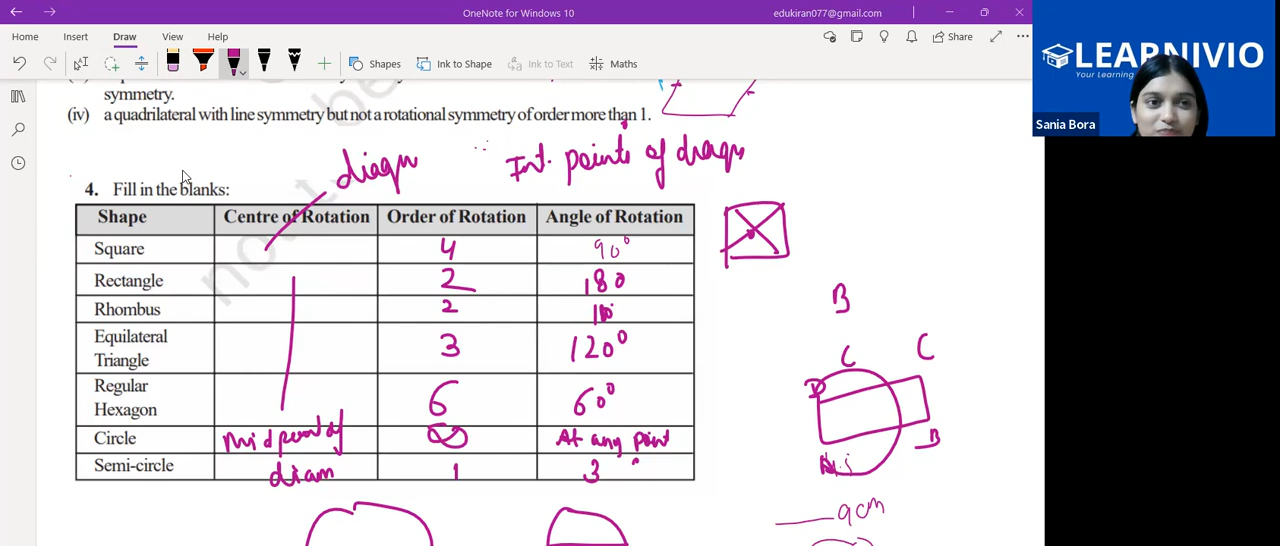 OneNote for Windows 10
edukiran077@gmail.com
Home Insert Draw View Help
Share
Shapes Ink to Shape Ink to Text Maths
LEARNIVIO
Your Learning
Sania Bora
symmetry.
(iv) a quadrilateral with line symmetry but not a rotational symmetry of order more than 1.
diagn Int. points of diagn
4. Fill in the blanks:
Shape Centre of Rotation Order of Rotation Angle of Rotation
Square 4 90°
Rectangle 2 180
Rhombus 2
Equilateral Triangle 3 120°
Regular Hexagon 6 60°
Circle Midpoint of ∞ At any point
Semi-circle diam 1 3
B
C C
D
B
9cm